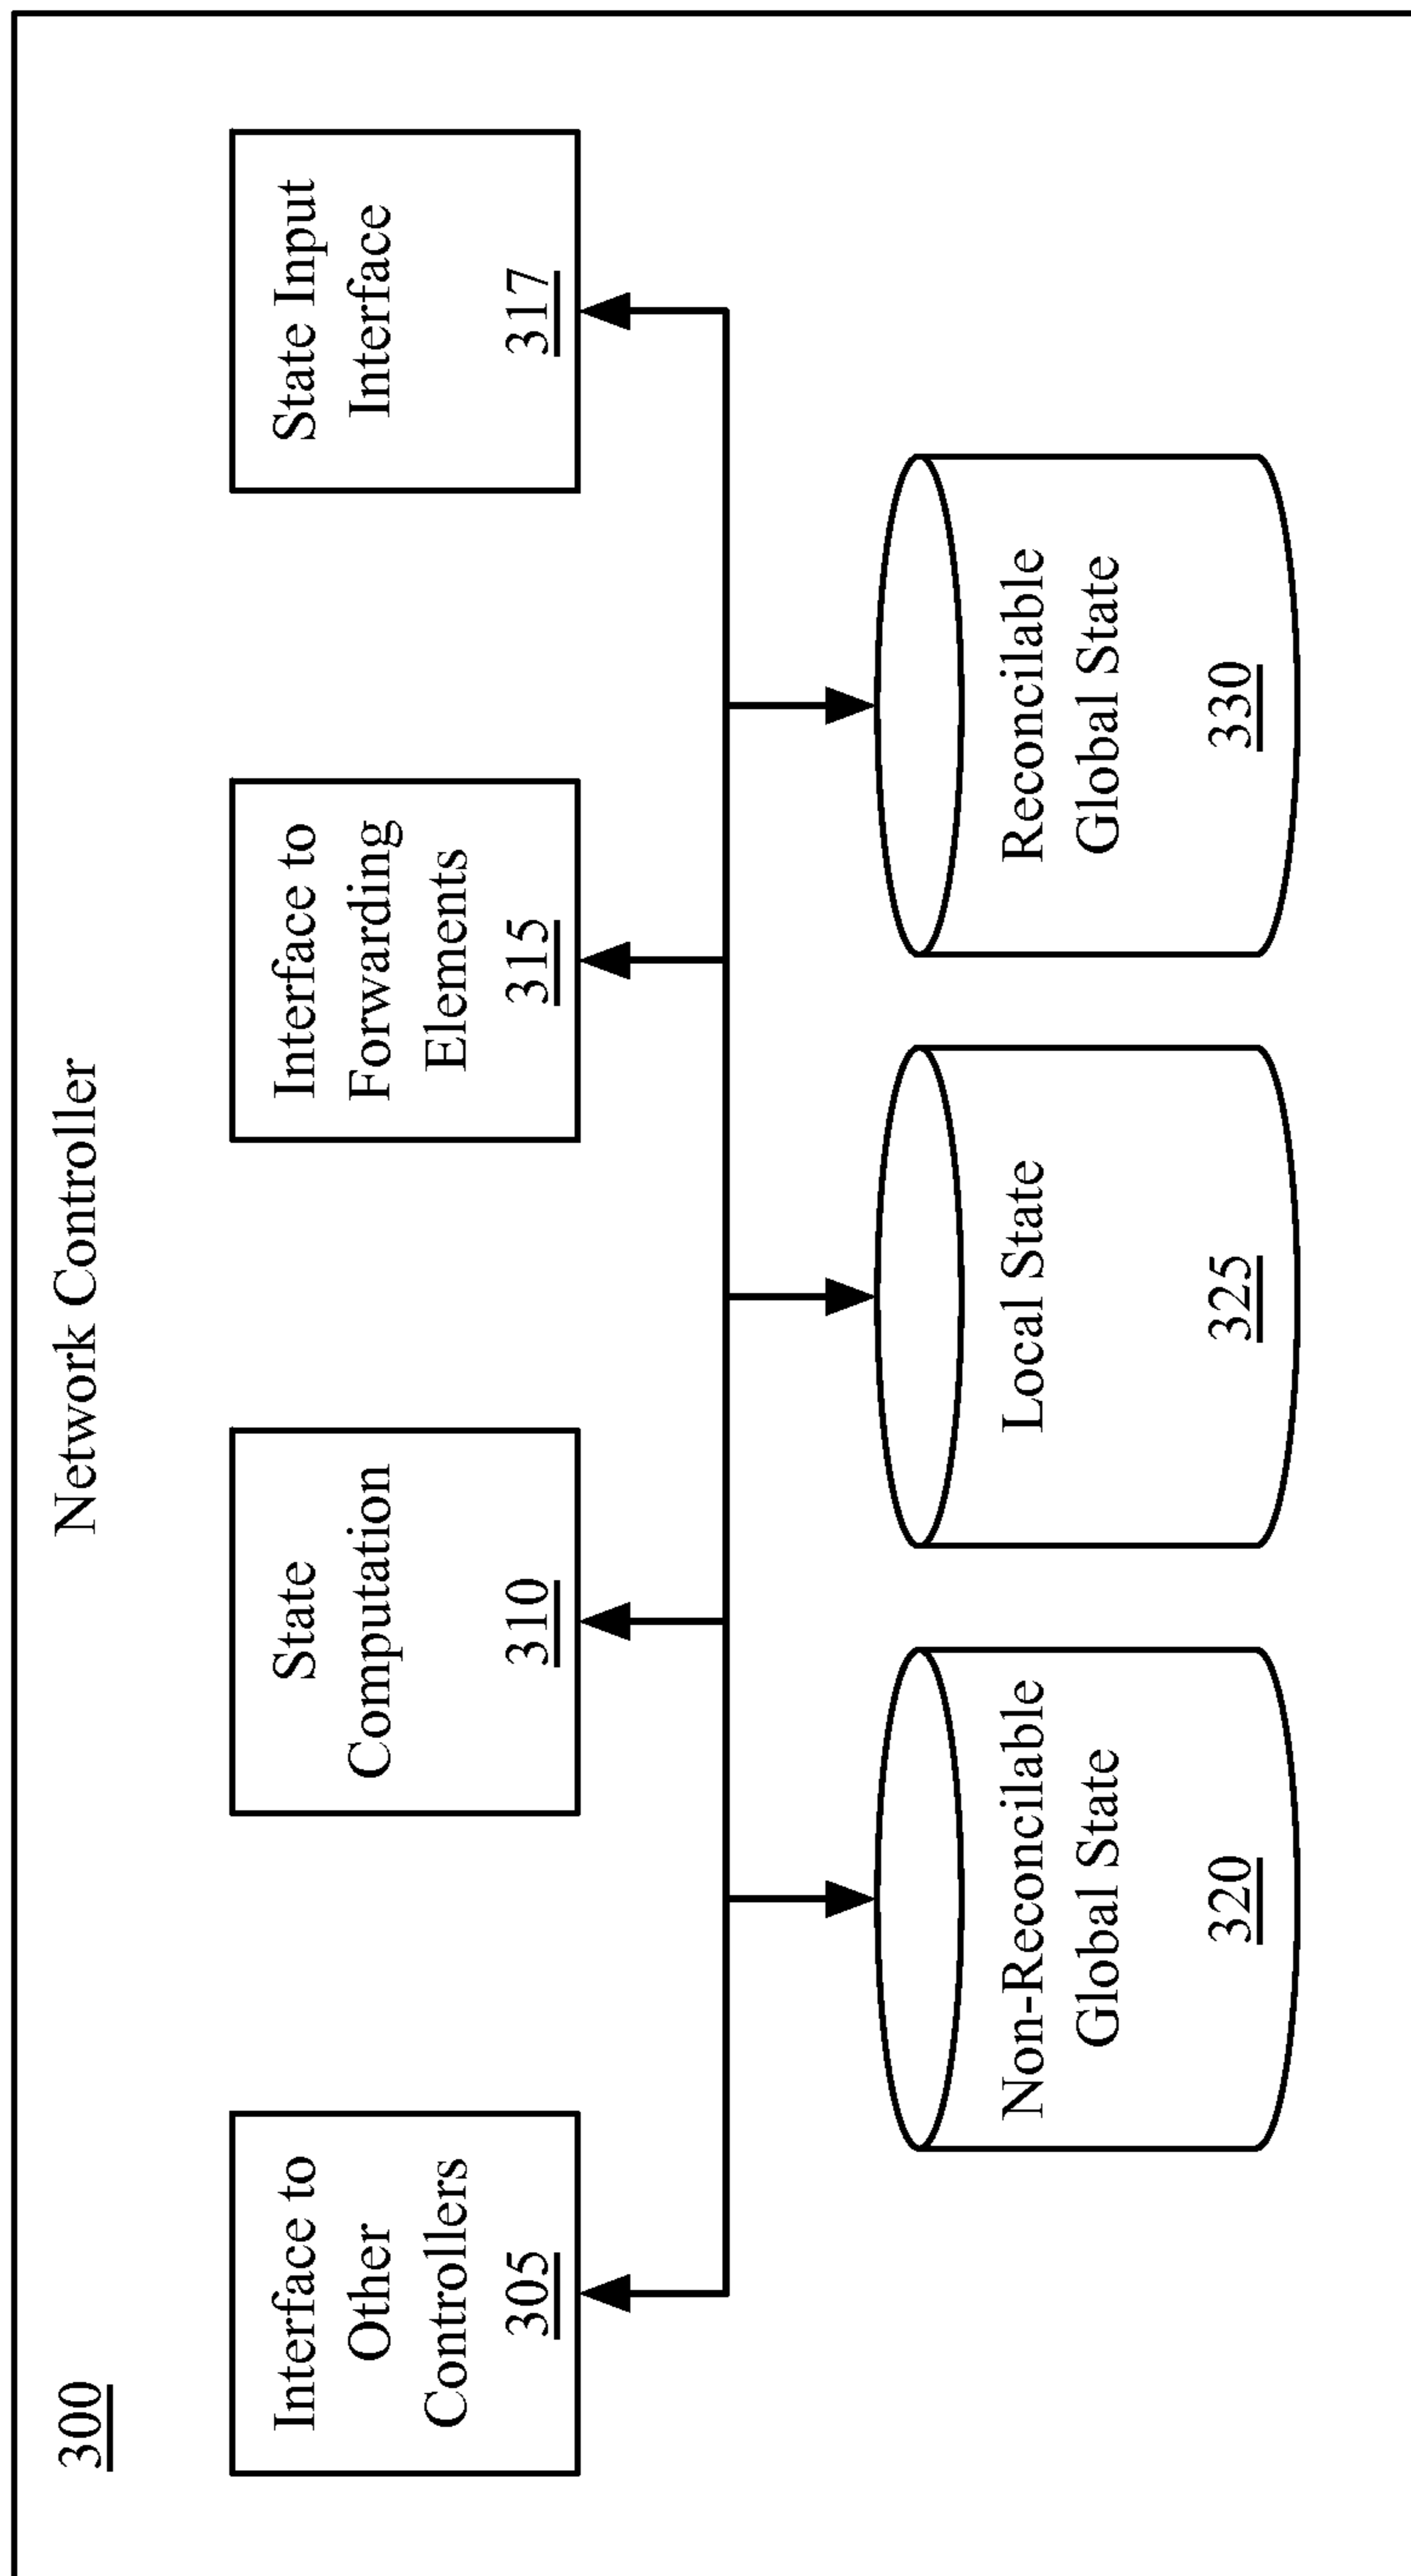 300
Network Controller
Interface to
Other
Controllers
305
State
Computation
310
Interface to
Forwarding
Elements
315
State Input
Interface
317
Non-Reconcilable
Global State
320
Local State
325
Reconcilable
Global State
330